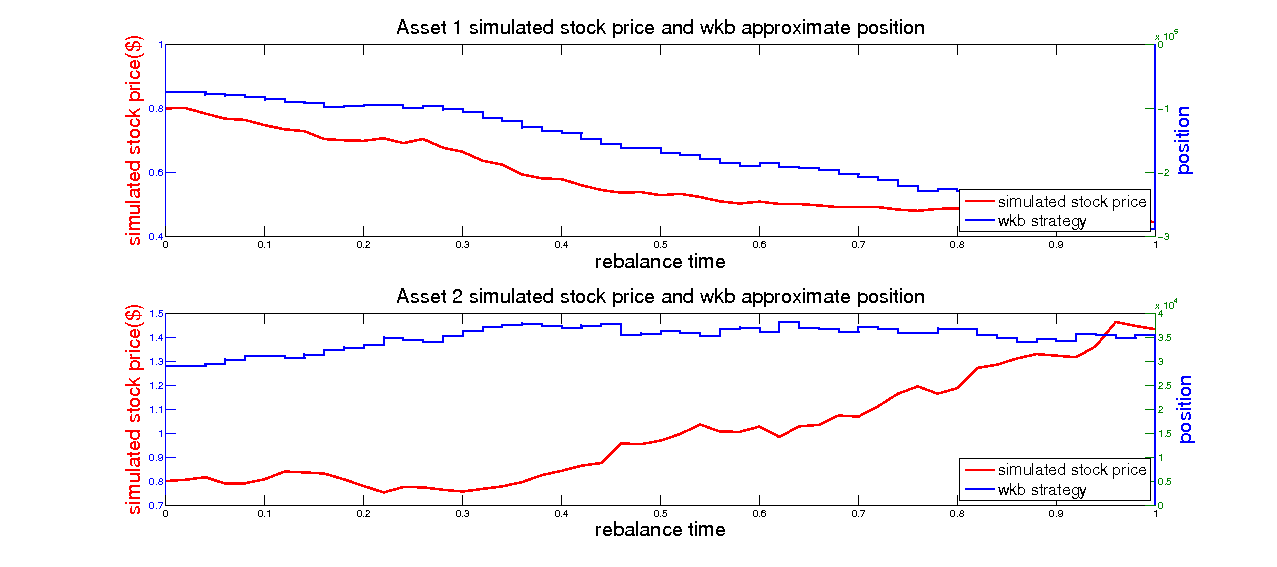 Asset 1 simulated stock price and wkb approximate position
x 10^5
simulated stock price($)
1
0.8
0.6
0.4
0
−1
−2
−3
position
simulated stock price
wkb strategy
0 0.1 0.2 0.3 0.4 0.5 0.6 0.7 0.8 0.9 1
rebalance time
Asset 2 simulated stock price and wkb approximate position
x 10^4
simulated stock price($)
1.5
1.4
1.3
1.2
1.1
1
0.9
0.8
0.7
4
3.5
3
2.5
2
1.5
1
0.5
0
position
simulated stock price
wkb strategy
0 0.1 0.2 0.3 0.4 0.5 0.6 0.7 0.8 0.9 1
rebalance time